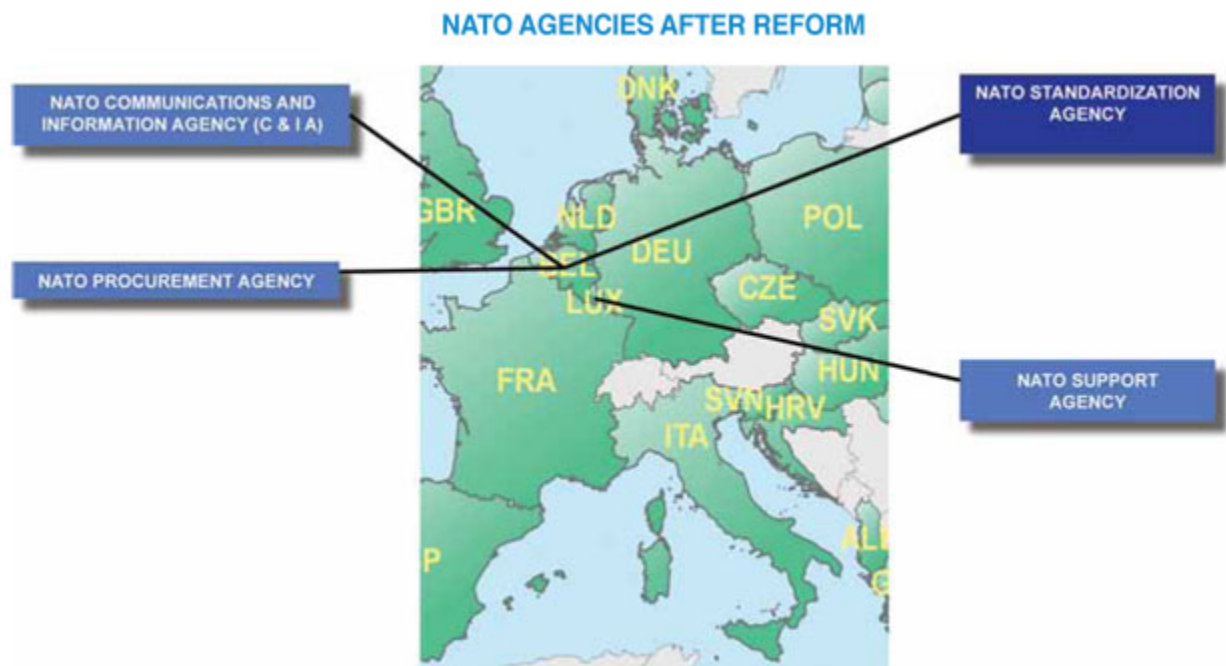 NATO AGENCIES AFTER REFORM
NATO COMMUNICATIONS AND
INFORMATION AGENCY (C & I A)
NATO STANDARDIZATION
AGENCY
NATO PROCUREMENT AGENCY
NATO SUPPORT
AGENCY
DNK
GBR
NLD
POL
BEL
DEU
LUX
CZE
SVK
FRA
HUN
SVN
HRV
ITA
P
G